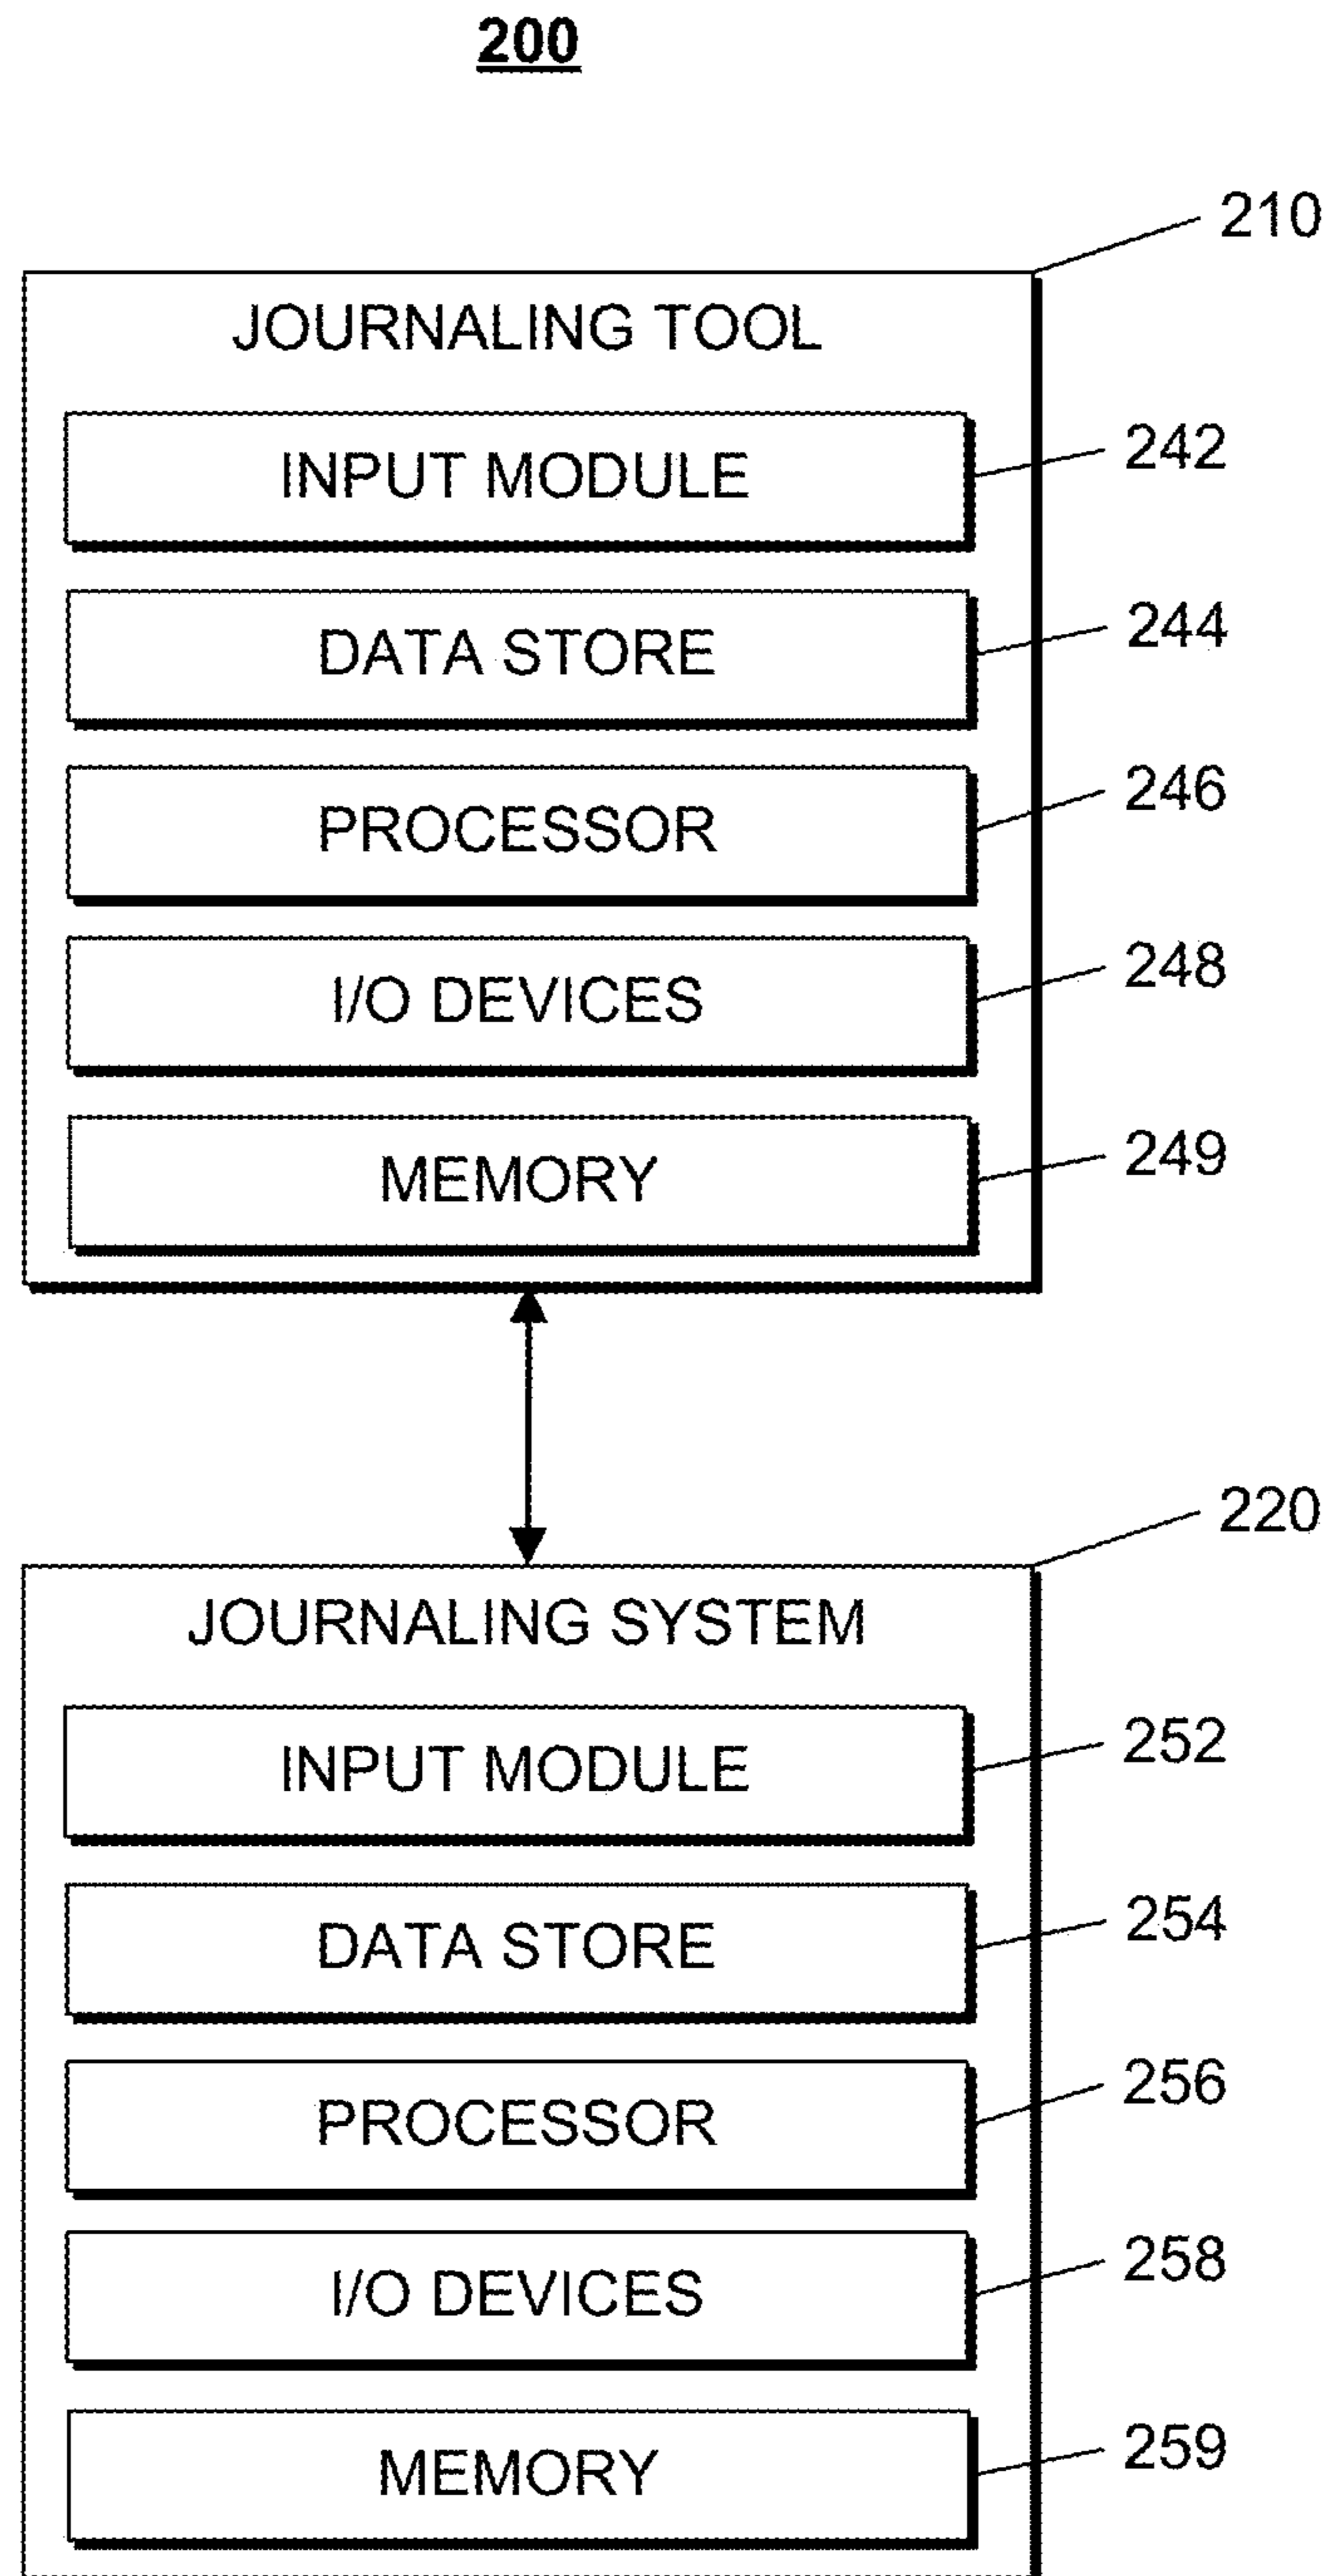 200
210
JOURNALING TOOL
INPUT MODULE 242
DATA STORE 244
PROCESSOR 246
I/O DEVICES 248
MEMORY 249
220
JOURNALING SYSTEM
INPUT MODULE 252
DATA STORE 254
PROCESSOR 256
I/O DEVICES 258
MEMORY 259